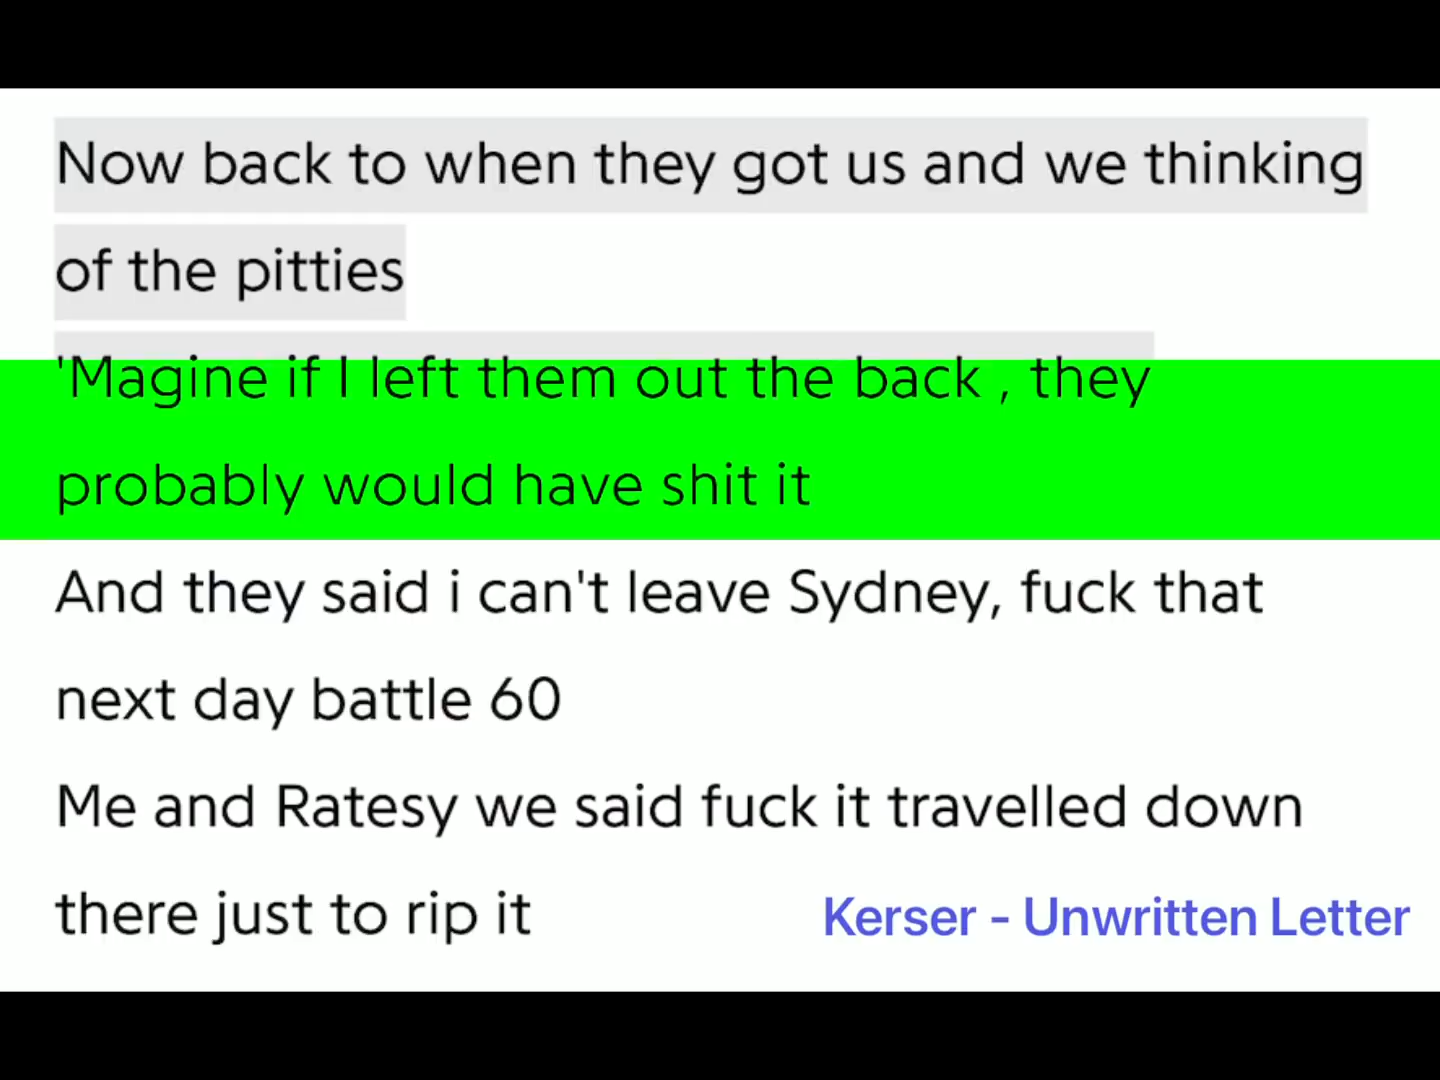 Now back to when they got us and we thinking
of the pitties
'Magine if I left them out the back , they
probably would have shit it
And they said i can't leave Sydney, fuck that
next day battle 60
Me and Ratesy we said fuck it travelled down
there just to rip it
Kerser - Unwritten Letter